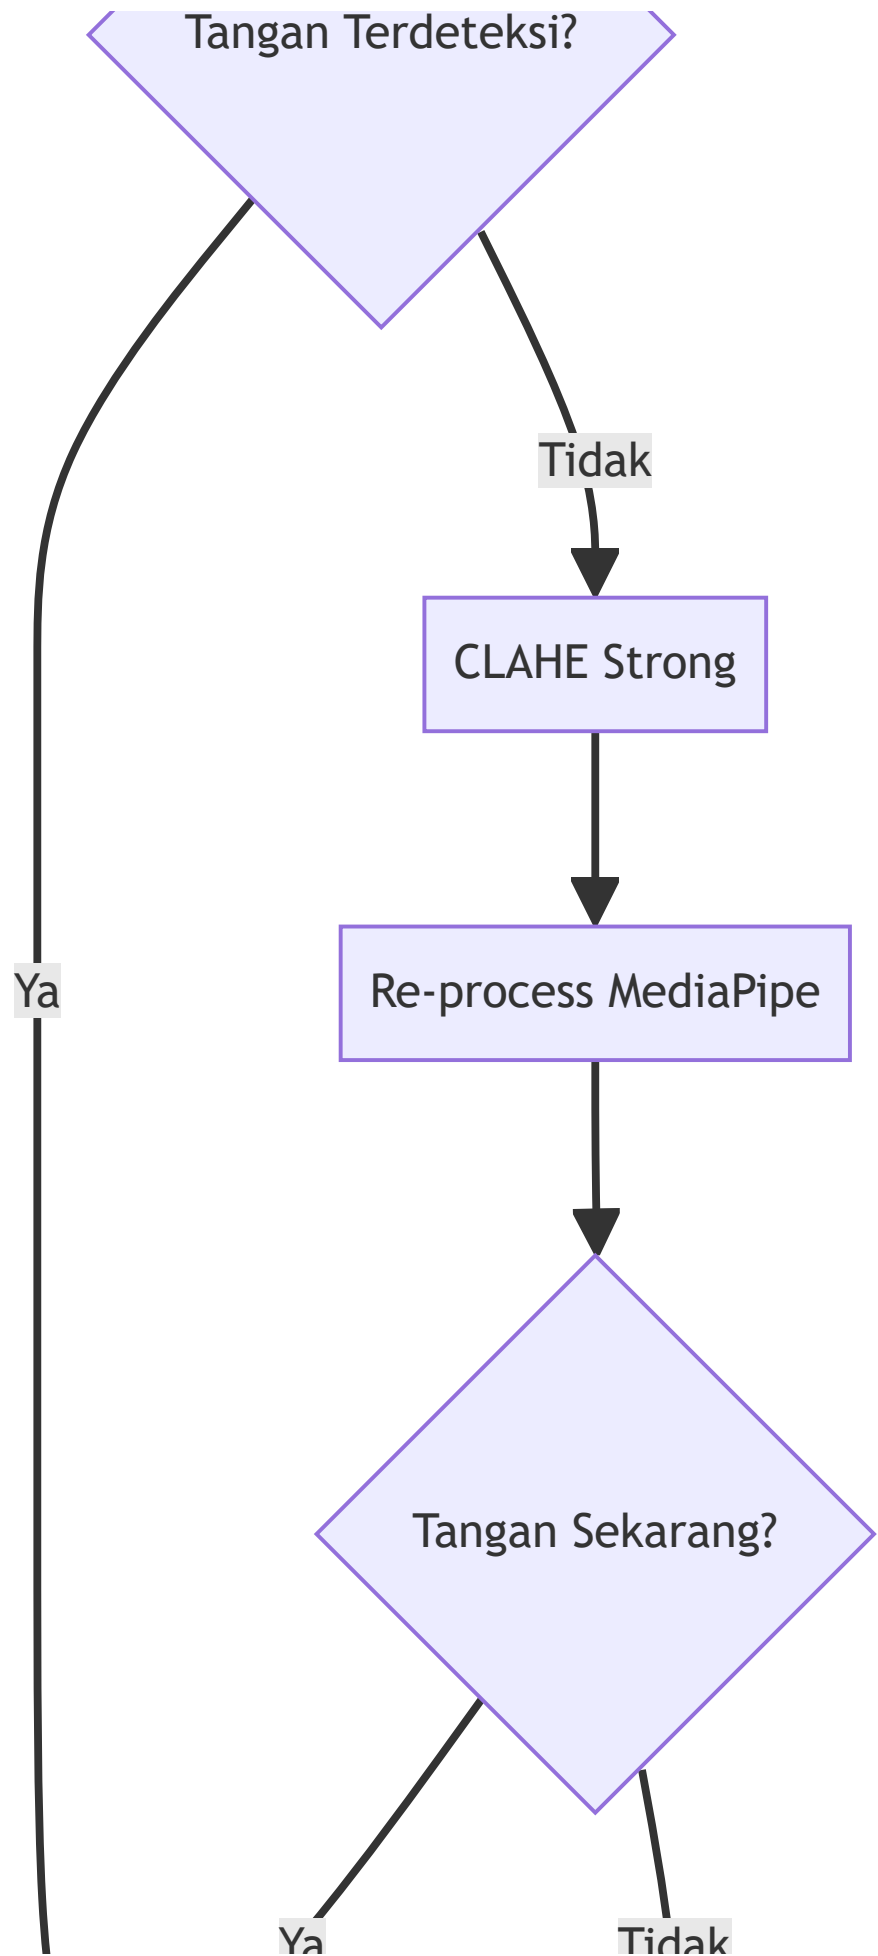 Tangan Terdeteksi?
Tidak
CLAHE Strong
Ya
Re-process MediaPipe
Tangan Sekarang?
Ya
Tidak